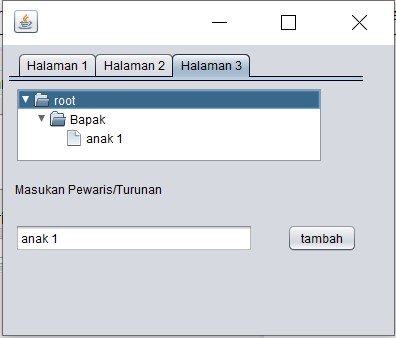 Halaman 1 Halaman 2 Halaman 3
root
Bapak
anak 1
Masukan Pewaris/Turunan
anak 1 tambah